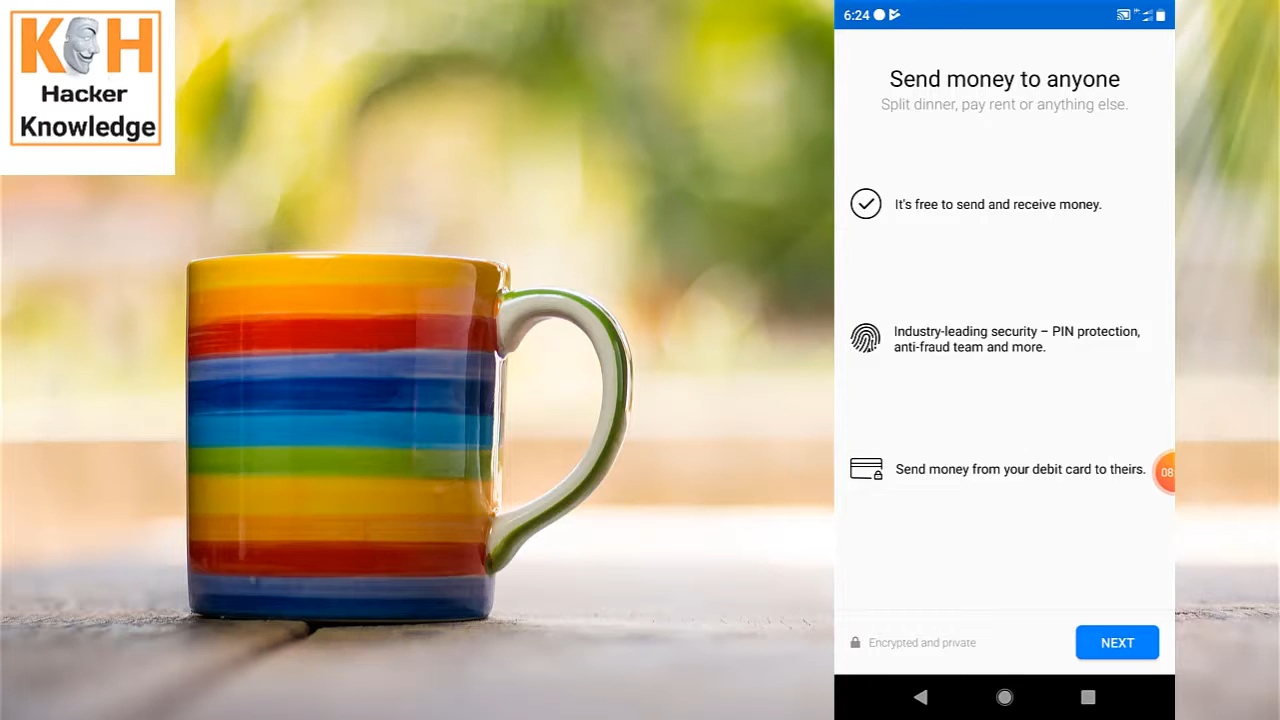 KH
Hacker
Knowledge
6:24
Send money to anyone
Split dinner, pay rent or anything else.
It's free to send and receive money.
Industry-leading security – PIN protection,
anti-fraud team and more.
Send money from your debit card to theirs.
08
Encrypted and private
NEXT